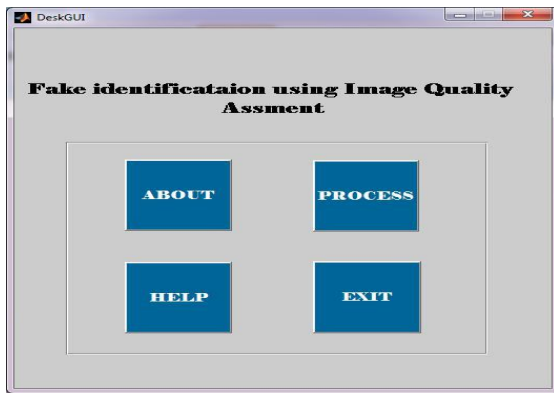 DeskGUI
Fake identificataion using Image Quality
Assment
ABOUT
PROCESS
HELP
EXIT